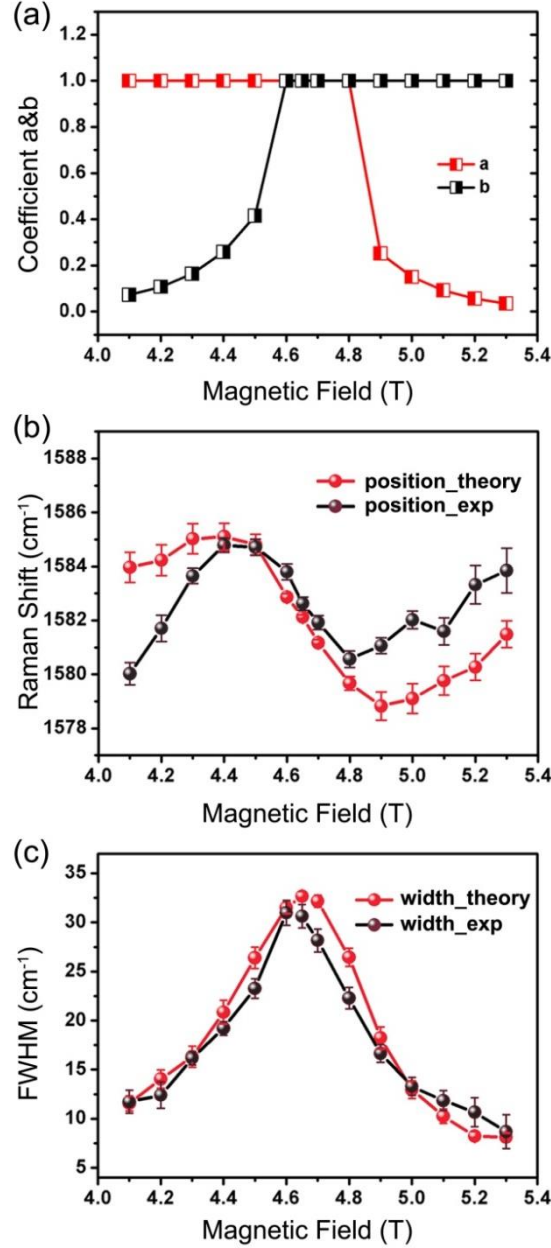 (a)
1.2
1.0
0.8
0.6
0.4
0.2
0.0
Coefficient a&b
a
b
4.0 4.2 4.4 4.6 4.8 5.0 5.2 5.4
Magnetic Field (T)
(b)
1588
1586
1584
1582
1580
1578
Raman Shift (cm⁻¹)
position_theory
position_exp
4.0 4.2 4.4 4.6 4.8 5.0 5.2 5.4
Magnetic Field (T)
(c)
35
30
25
20
15
10
5
FWHM (cm⁻¹)
width_theory
width_exp
4.0 4.2 4.4 4.6 4.8 5.0 5.2 5.4
Magnetic Field (T)